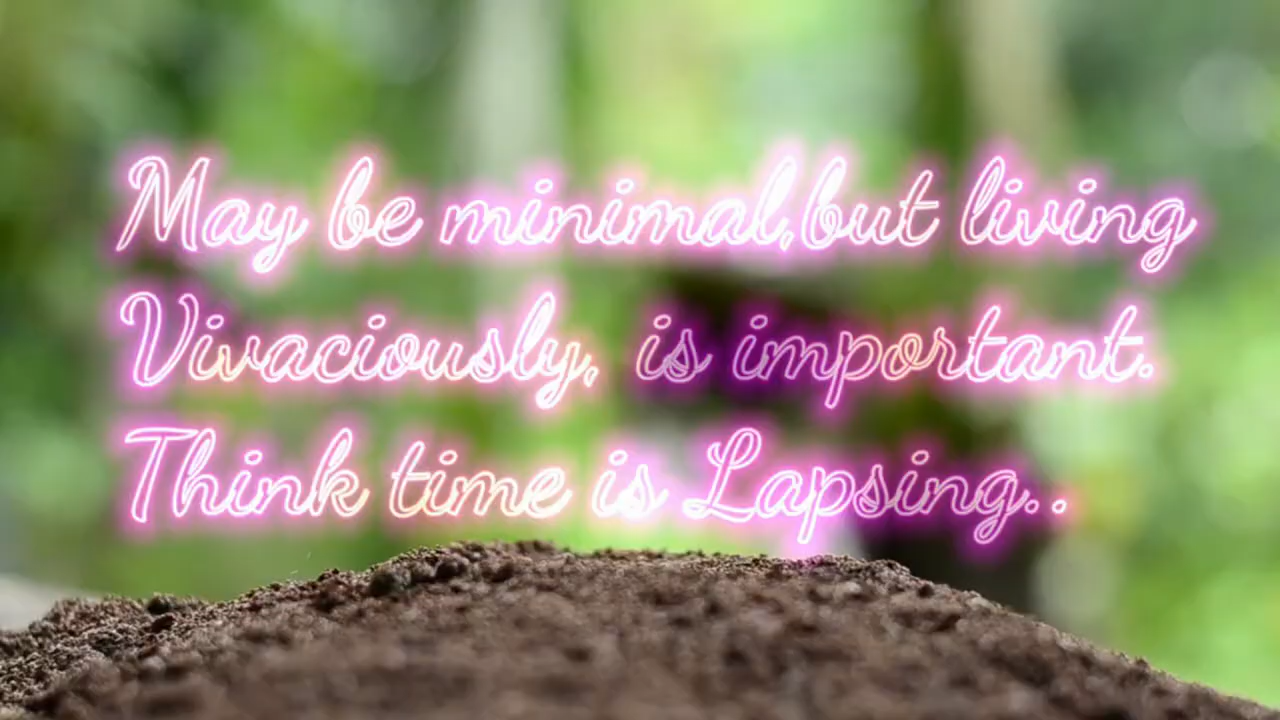 May be minimal,but living
Vivaciously, is important.
Think time is Lapsing..